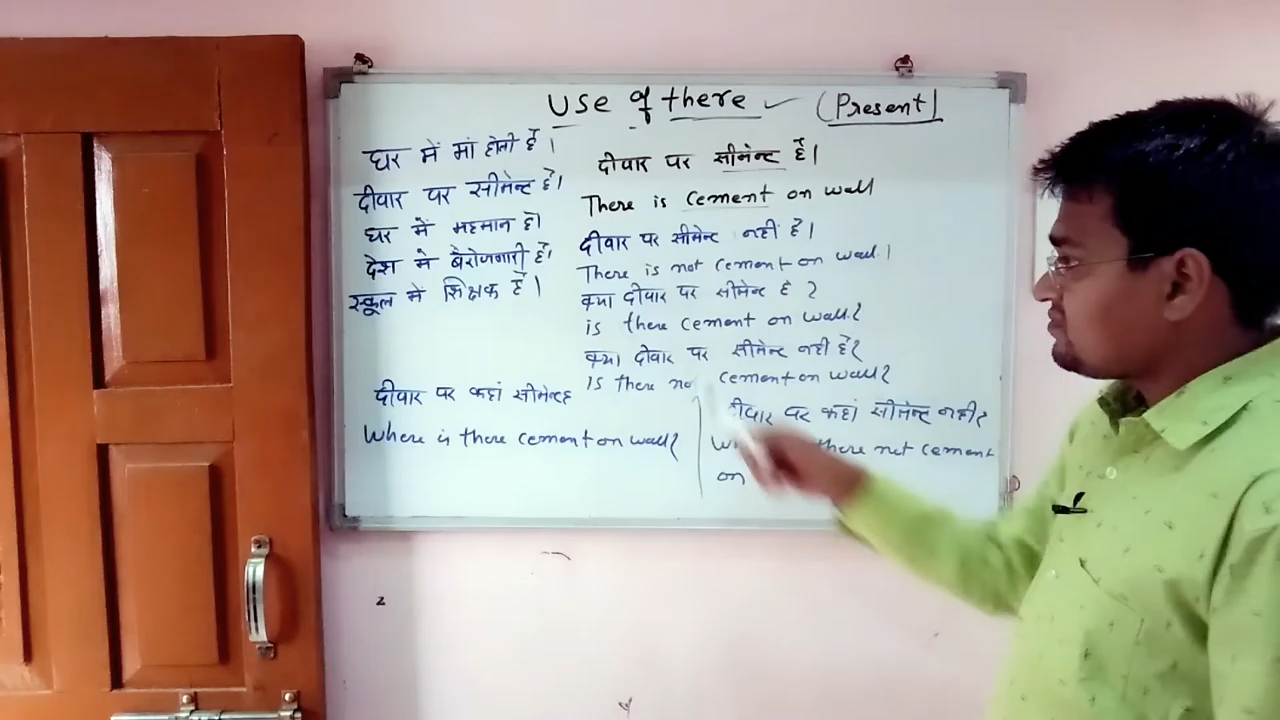 Use of there (Present)
घर में मां होती है।
दीवार पर सीमेन्ट है।
घर में महमान है।
देश में बेरोजगारी है।
स्कूल में शिक्षक है।
दीवार पर सीमेन्ट है।
There is cement on wall
दीवार पर सीमेन्ट नहीं है।
There is not cement on wall.
क्या दीवार पर सीमेन्ट है ?
is there cement on wall?
क्या दीवार पर सीमेन्ट नही है?
Is there no cement on wall?
दीवार पर कहां सीमेन्ट है
Where is there cement on wall?
दीवार पर कहां सीमेन्ट नही?
there not cement
on